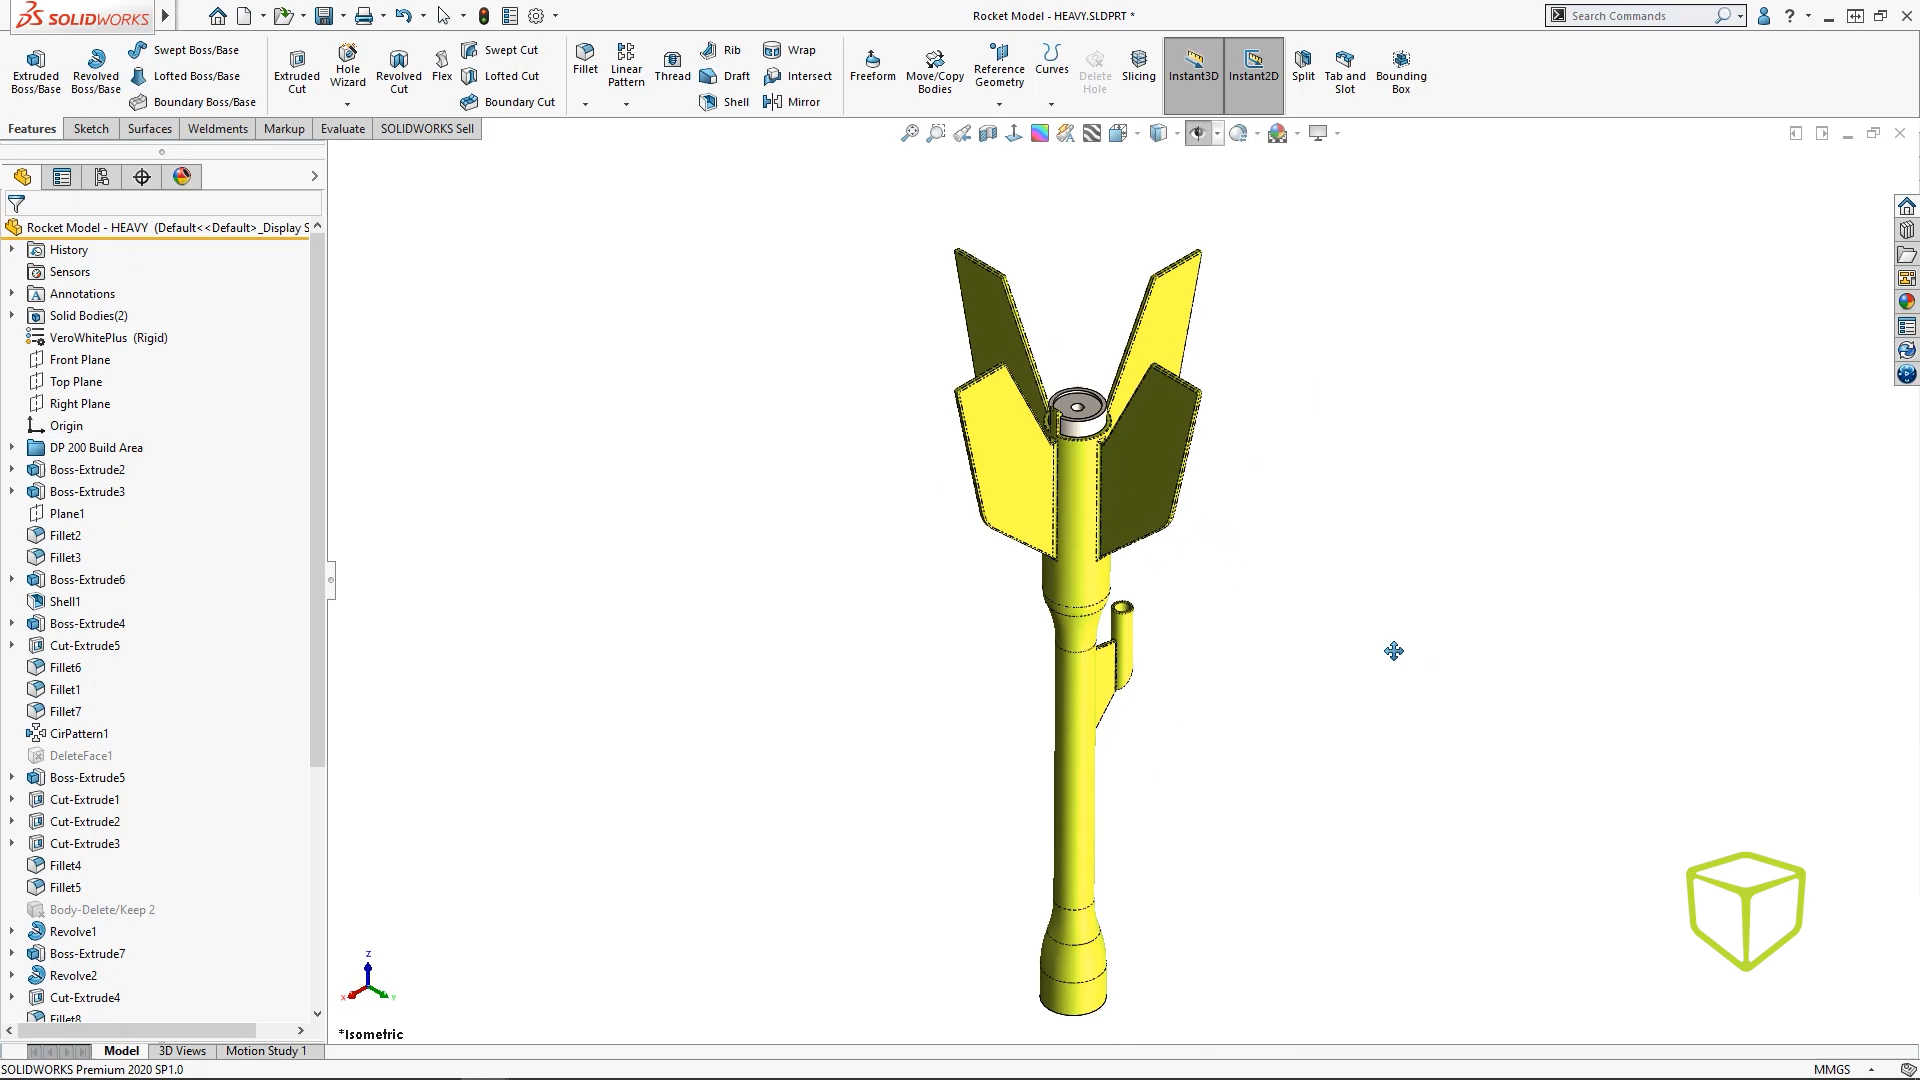 SOLIDWORKS
Rocket Model - HEAVY.SLDPRT *
Search Commands
?
Extruded Boss/Base
Revolved Boss/Base
Swept Boss/Base
Lofted Boss/Base
Boundary Boss/Base
Extruded Cut
Hole Wizard
Revolved Cut
Flex
Swept Cut
Lofted Cut
Boundary Cut
Fillet
Linear Pattern
Thread
Rib
Draft
Shell
Wrap
Intersect
Mirror
Freeform
Move/Copy Bodies
Reference Geometry
Curves
Delete Hole
Slicing
Instant3D
Instant2D
Split
Tab and Slot
Bounding Box
Features
Sketch
Surfaces
Weldments
Markup
Evaluate
SOLIDWORKS Sell
Rocket Model - HEAVY (Default<<Default>_Display S
History
Sensors
Annotations
Solid Bodies(2)
VeroWhitePlus (Rigid)
Front Plane
Top Plane
Right Plane
Origin
DP 200 Build Area
Boss-Extrude2
Boss-Extrude3
Plane1
Fillet2
Fillet3
Boss-Extrude6
Shell1
Boss-Extrude4
Cut-Extrude5
Fillet6
Fillet1
Fillet7
CirPattern1
DeleteFace1
Boss-Extrude5
Cut-Extrude1
Cut-Extrude2
Cut-Extrude3
Fillet4
Fillet5
Body-Delete/Keep 2
Revolve1
Boss-Extrude7
Revolve2
Cut-Extrude4
Fillet8
Z
X
Y
*Isometric
Model
3D Views
Motion Study 1
SOLIDWORKS Premium 2020 SP1.0
MMGS